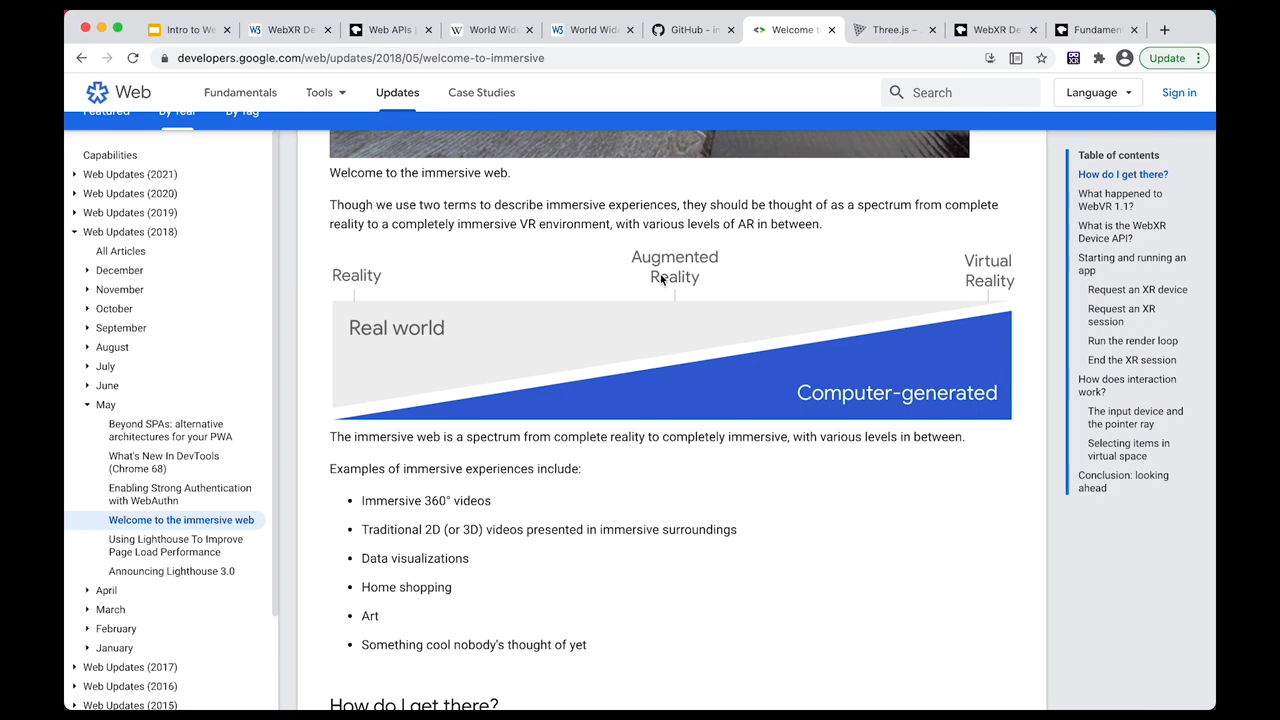 Intro to We
WebXR De
Web APIs
World Wid
World Wid
GitHub - in
Welcome t
Three.js –
WebXR De
Fundamen
developers.google.com/web/updates/2018/05/welcome-to-immersive
Update
Web
Fundamentals
Tools
Updates
Case Studies
Search
Language
Sign in
Featured
By Year
By Tag
Capabilities
Web Updates (2021)
Web Updates (2020)
Web Updates (2019)
Web Updates (2018)
All Articles
December
November
October
September
August
July
June
May
Beyond SPAs: alternative
architectures for your PWA
What's New In DevTools
(Chrome 68)
Enabling Strong Authentication
with WebAuthn
Welcome to the immersive web
Using Lighthouse To Improve
Page Load Performance
Announcing Lighthouse 3.0
April
March
February
January
Web Updates (2017)
Web Updates (2016)
Web Updates (2015)
Welcome to the immersive web.
Though we use two terms to describe immersive experiences, they should be thought of as a spectrum from complete
reality to a completely immersive VR environment, with various levels of AR in between.
Reality
Augmented
Reality
Virtual
Reality
Real world
Computer-generated
The immersive web is a spectrum from complete reality to completely immersive, with various levels in between.
Examples of immersive experiences include:
• Immersive 360° videos
• Traditional 2D (or 3D) videos presented in immersive surroundings
• Data visualizations
• Home shopping
• Art
• Something cool nobody's thought of yet
How do I get there?
Table of contents
How do I get there?
What happened to
WebVR 1.1?
What is the WebXR
Device API?
Starting and running an
app
Request an XR device
Request an XR
session
Run the render loop
End the XR session
How does interaction
work?
The input device and
the pointer ray
Selecting items in
virtual space
Conclusion: looking
ahead